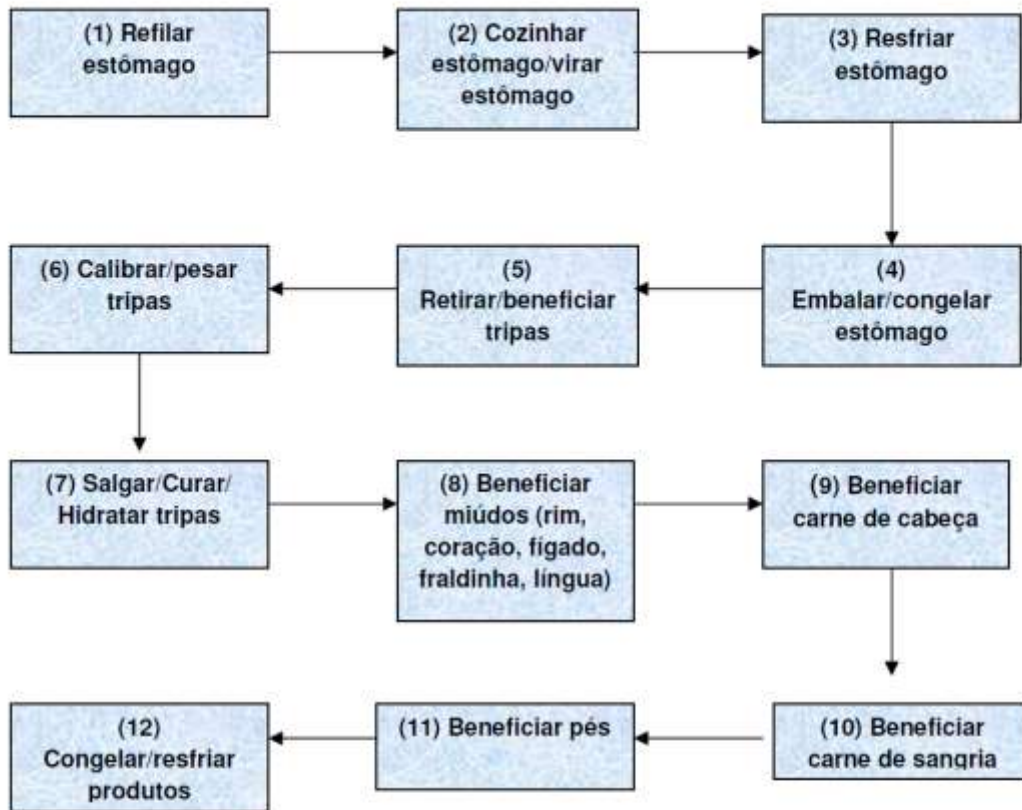 (1) Refilar
estômago
(2) Cozinhar
estômago/virar
estômago
(3) Resfriar
estômago
(4)
Embalar/congelar
estômago
(5)
Retirar/beneficiar
tripas
(6) Calibrar/pesar
tripas
(7) Salgar/Curar/
Hidratar tripas
(8) Beneficiar
miúdos (rim,
coração, fígado,
fraldinha, língua)
(9) Beneficiar
carne de cabeça
(10) Beneficiar
carne de sangria
(11) Beneficiar pés
(12)
Congelar/resfriar
produtos